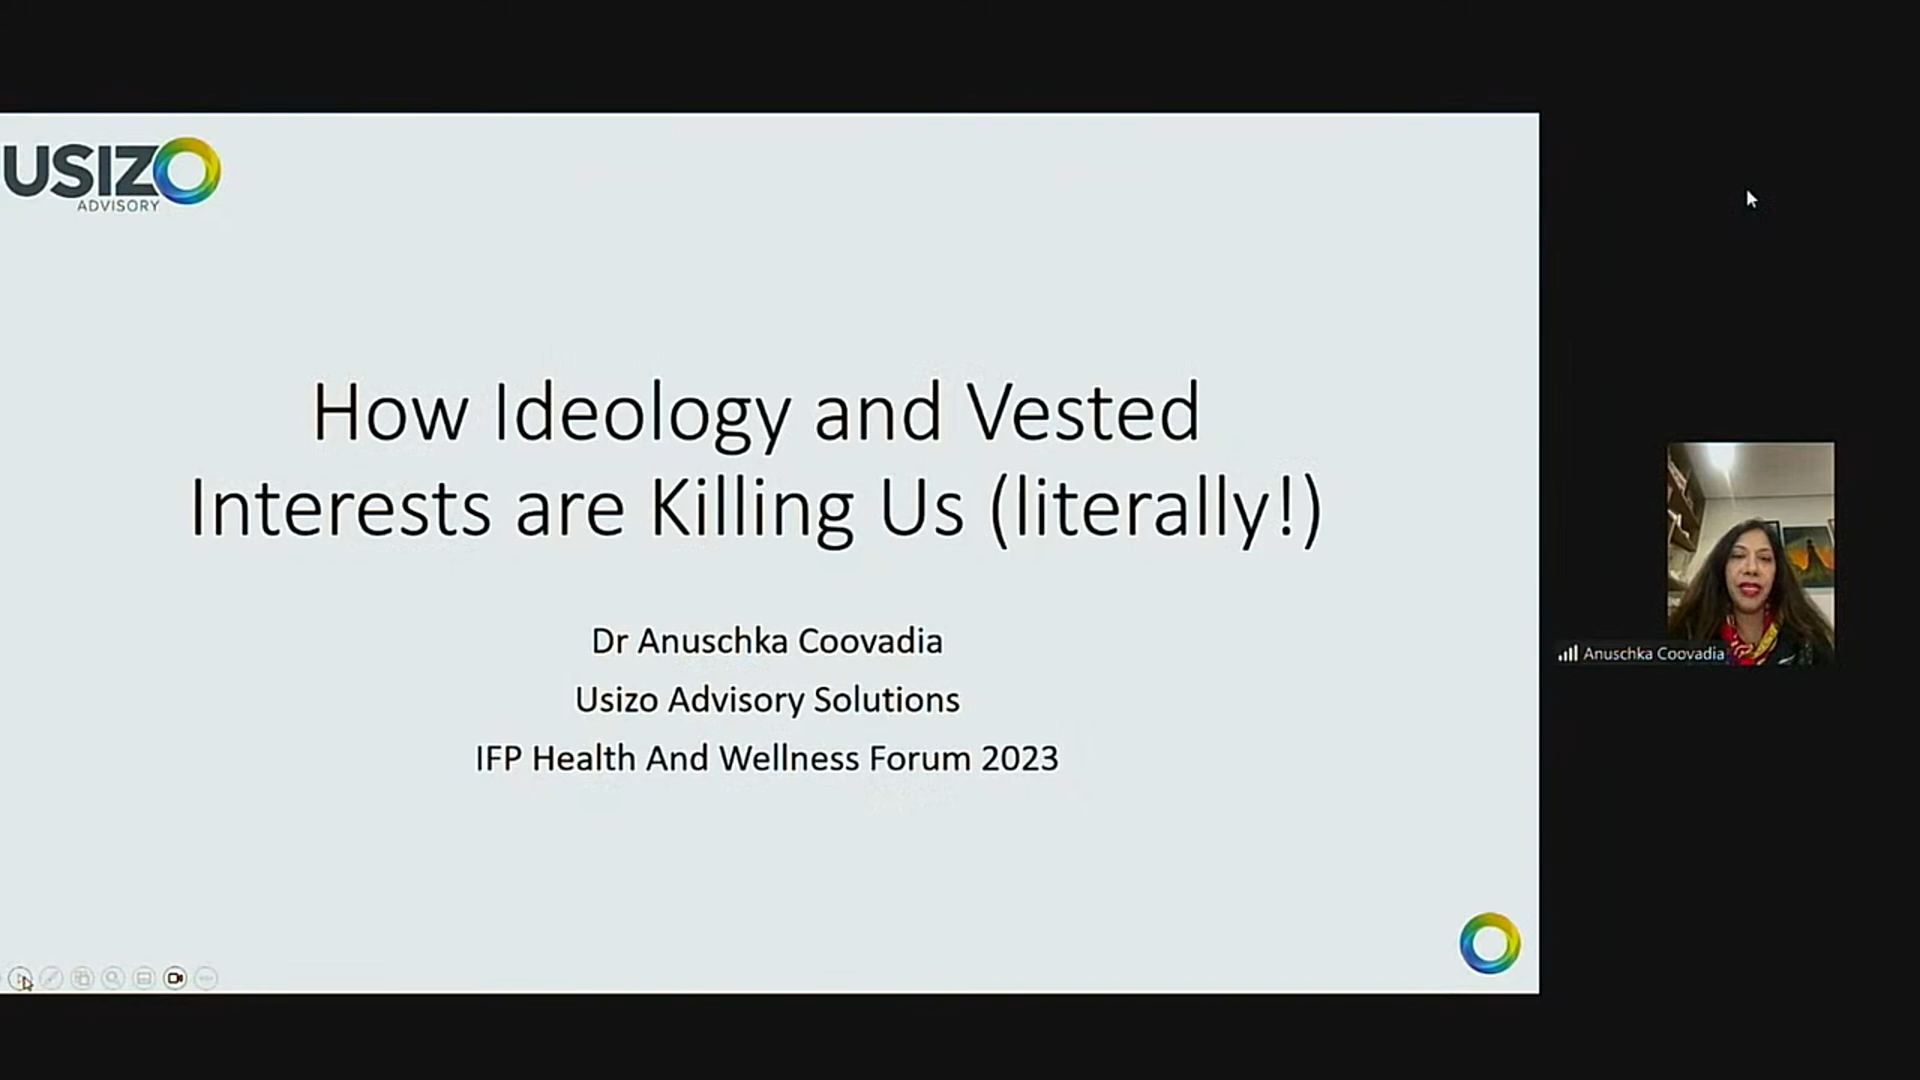 USIZO
ADVISORY
How Ideology and Vested
Interests are Killing Us (literally!)
Dr Anuschka Coovadia
Usizo Advisory Solutions
IFP Health And Wellness Forum 2023
Anuschka Coovadia